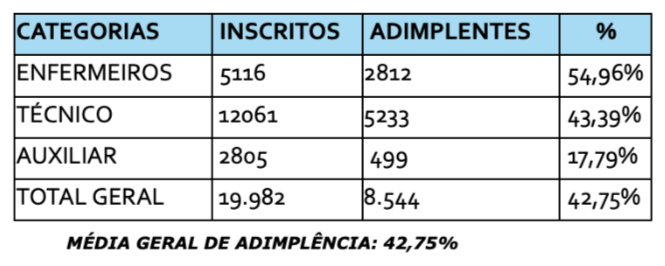 CATEGORIAS INSCRITOS ADIMPLENTES %
ENFERMEIROS 5116 2812 54,96%
TÉCNICO 12061 5233 43,39%
AUXILIAR 2805 499 17,79%
TOTAL GERAL 19.982 8.544 42,75%
MÉDIA GERAL DE ADIMPLÊNCIA: 42,75%